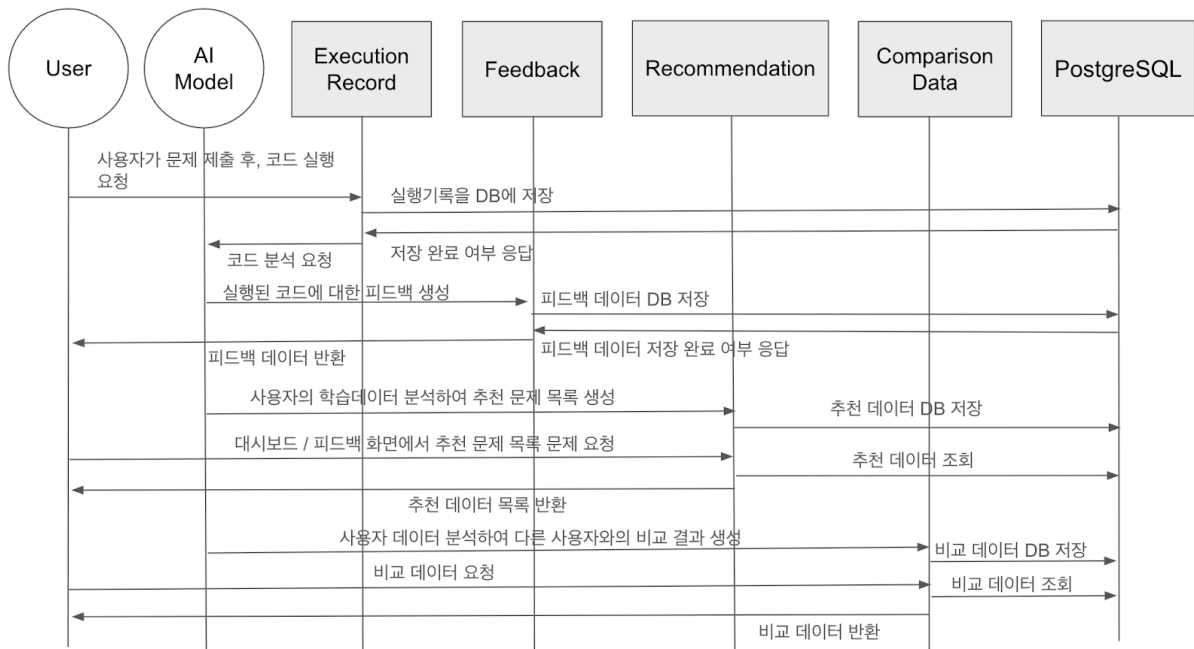 User
AI
Model
Execution
Record
Feedback
Recommendation
Comparison
Data
PostgreSQL
사용자가 문제 제출 후, 코드 실행
요청
실행기록을 DB에 저장
저장 완료 여부 응답
코드 분석 요청
실행된 코드에 대한 피드백 생성
피드백 데이터 DB 저장
피드백 데이터 저장 완료 여부 응답
피드백 데이터 반환
사용자의 학습데이터 분석하여 추천 문제 목록 생성
추천 데이터 DB 저장
대시보드 / 피드백 화면에서 추천 문제 목록 문제 요청
추천 데이터 조회
추천 데이터 목록 반환
사용자 데이터 분석하여 다른 사용자와의 비교 결과 생성
비교 데이터 DB 저장
비교 데이터 요청
비교 데이터 조회
비교 데이터 반환